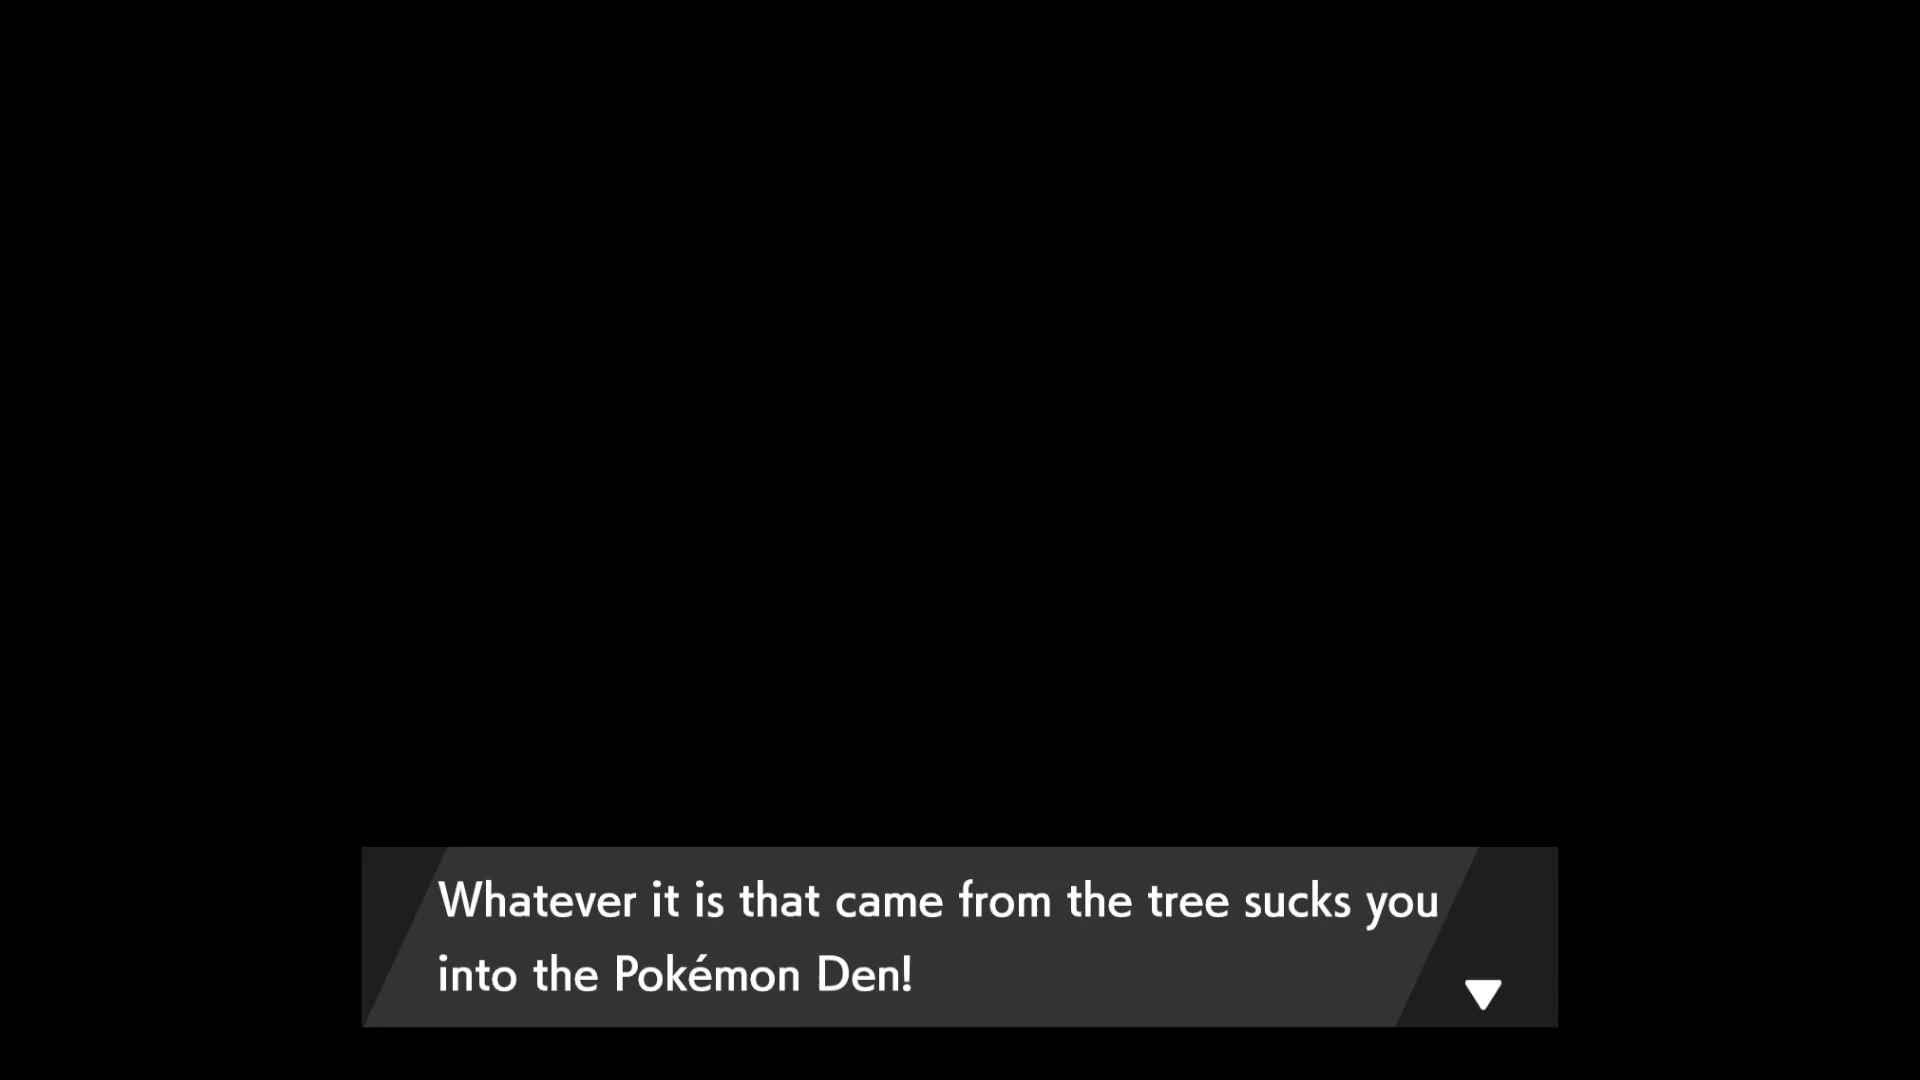 Whatever it is that came from the tree sucks you
into the Pokémon Den!